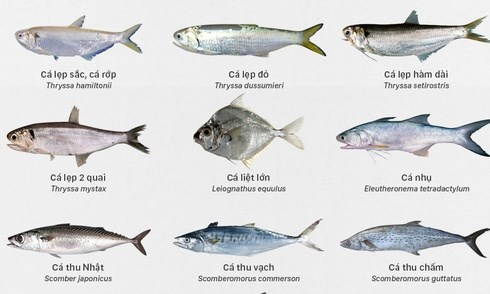 Cá lẹp sắc, cá rớp
Thryssa hamiltonii
Cá lẹp đỏ
Thryssa dussumieri
Cá lẹp hàm dài
Thryssa setirostris
Cá lẹp 2 quai
Thryssa mystax
Cá liệt lớn
Leiognathus equulus
Cá nhụ
Eleutheronema tetradactylum
Cá thu Nhật
Scomber japonicus
Cá thu vạch
Scomberomorus commerson
Cá thu chấm
Scomberomorus guttatus